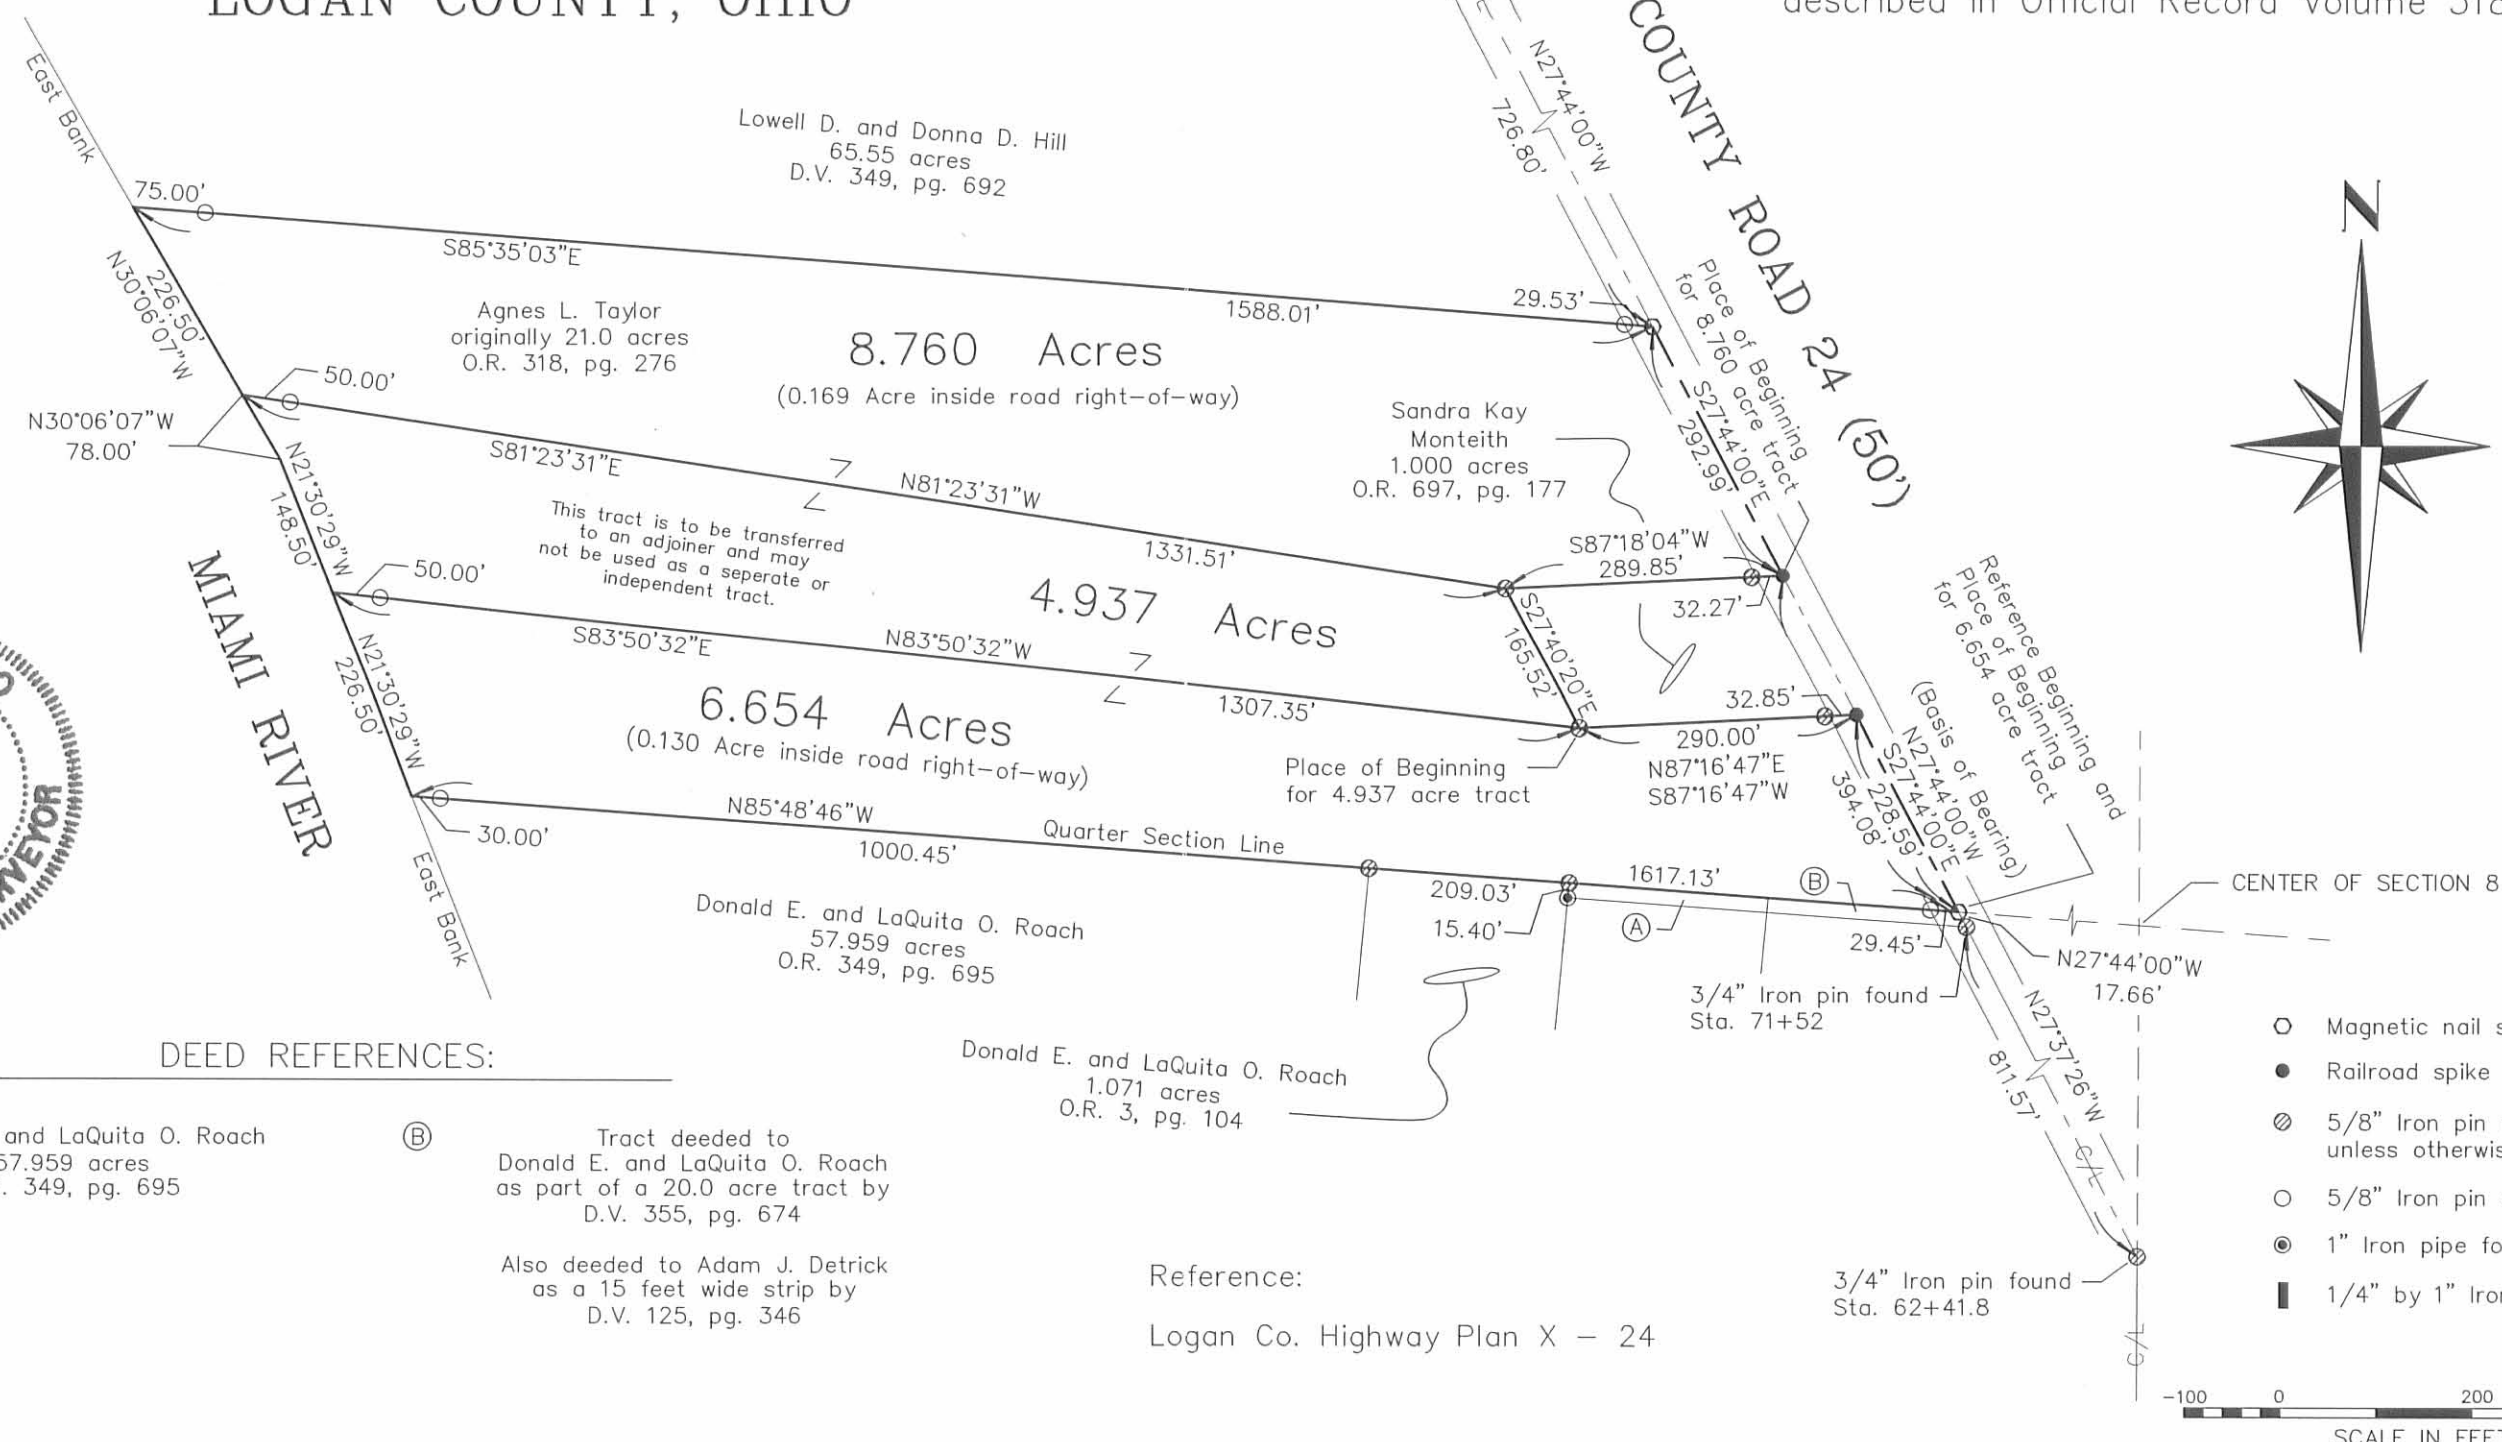 LOGAN COUNTY, OHIO
described in Official Record Volume 318
East Bank
Lowell D. and Donna D. Hill
65.55 acres
D.V. 349, pg. 692
N27°44'00"W
726.80'
COUNTY ROAD 24 (50')
N
75.00'
S85°35'03"E
1588.01'
29.53'
226.50'
N30°06'07"W
Agnes L. Taylor
originally 21.0 acres
O.R. 318, pg. 276
8.760 Acres
(0.169 Acre inside road right-of-way)
Place of Beginning
for 8.760 acre tract
S27°44'00"E
292.99'
Sandra Kay
Monteith
1.000 acres
O.R. 697, pg. 177
50.00'
N30°06'07"W
78.00'
S81°23'31"E
N81°23'31"W
1331.51'
N21°30'29"W
148.50'
This tract is to be transferred
to an adjoiner and may
not be used as a seperate or
independent tract.
4.937 Acres
S87°18'04"W
289.85'
32.27'
S27°40'20"E
165.52'
50.00'
S83°50'32"E
N83°50'32"W
1307.35'
MIAMI RIVER
N21°30'29"W
226.50'
6.654 Acres
(0.130 Acre inside road right-of-way)
32.85'
290.00'
N87°16'47"E
S87°16'47"W
Place of Beginning
for 4.937 acre tract
Reference Beginning and
Place of Beginning
for 6.654 acre tract
(Basis of Bearing)
N27°44'00"W
S27°44'00"E
228.59'
394.08'
N85°48'46"W
1000.45'
30.00'
Quarter Section Line
East Bank
209.03'
15.40'
1617.13'
A
B
29.45'
CENTER OF SECTION 8
N27°44'00"W
17.66'
3/4" Iron pin found
Sta. 71+52
Donald E. and LaQuita O. Roach
57.959 acres
O.R. 349, pg. 695
Donald E. and LaQuita O. Roach
1.071 acres
O.R. 3, pg. 104
N27°37'26"W
811.57'
C/L
3/4" Iron pin found
Sta. 62+41.8
C/L
DEED REFERENCES:
and LaQuita O. Roach
57.959 acres
. 349, pg. 695
B
Tract deeded to
Donald E. and LaQuita O. Roach
as part of a 20.0 acre tract by
D.V. 355, pg. 674
Also deeded to Adam J. Detrick
as a 15 feet wide strip by
D.V. 125, pg. 346
Reference:
Logan Co. Highway Plan X - 24
Magnetic nail s
Railroad spike
5/8" Iron pin
unless otherwis
5/8" Iron pin
1" Iron pipe fo
1/4" by 1" Iron
-100 0 200
SCALE IN FEET